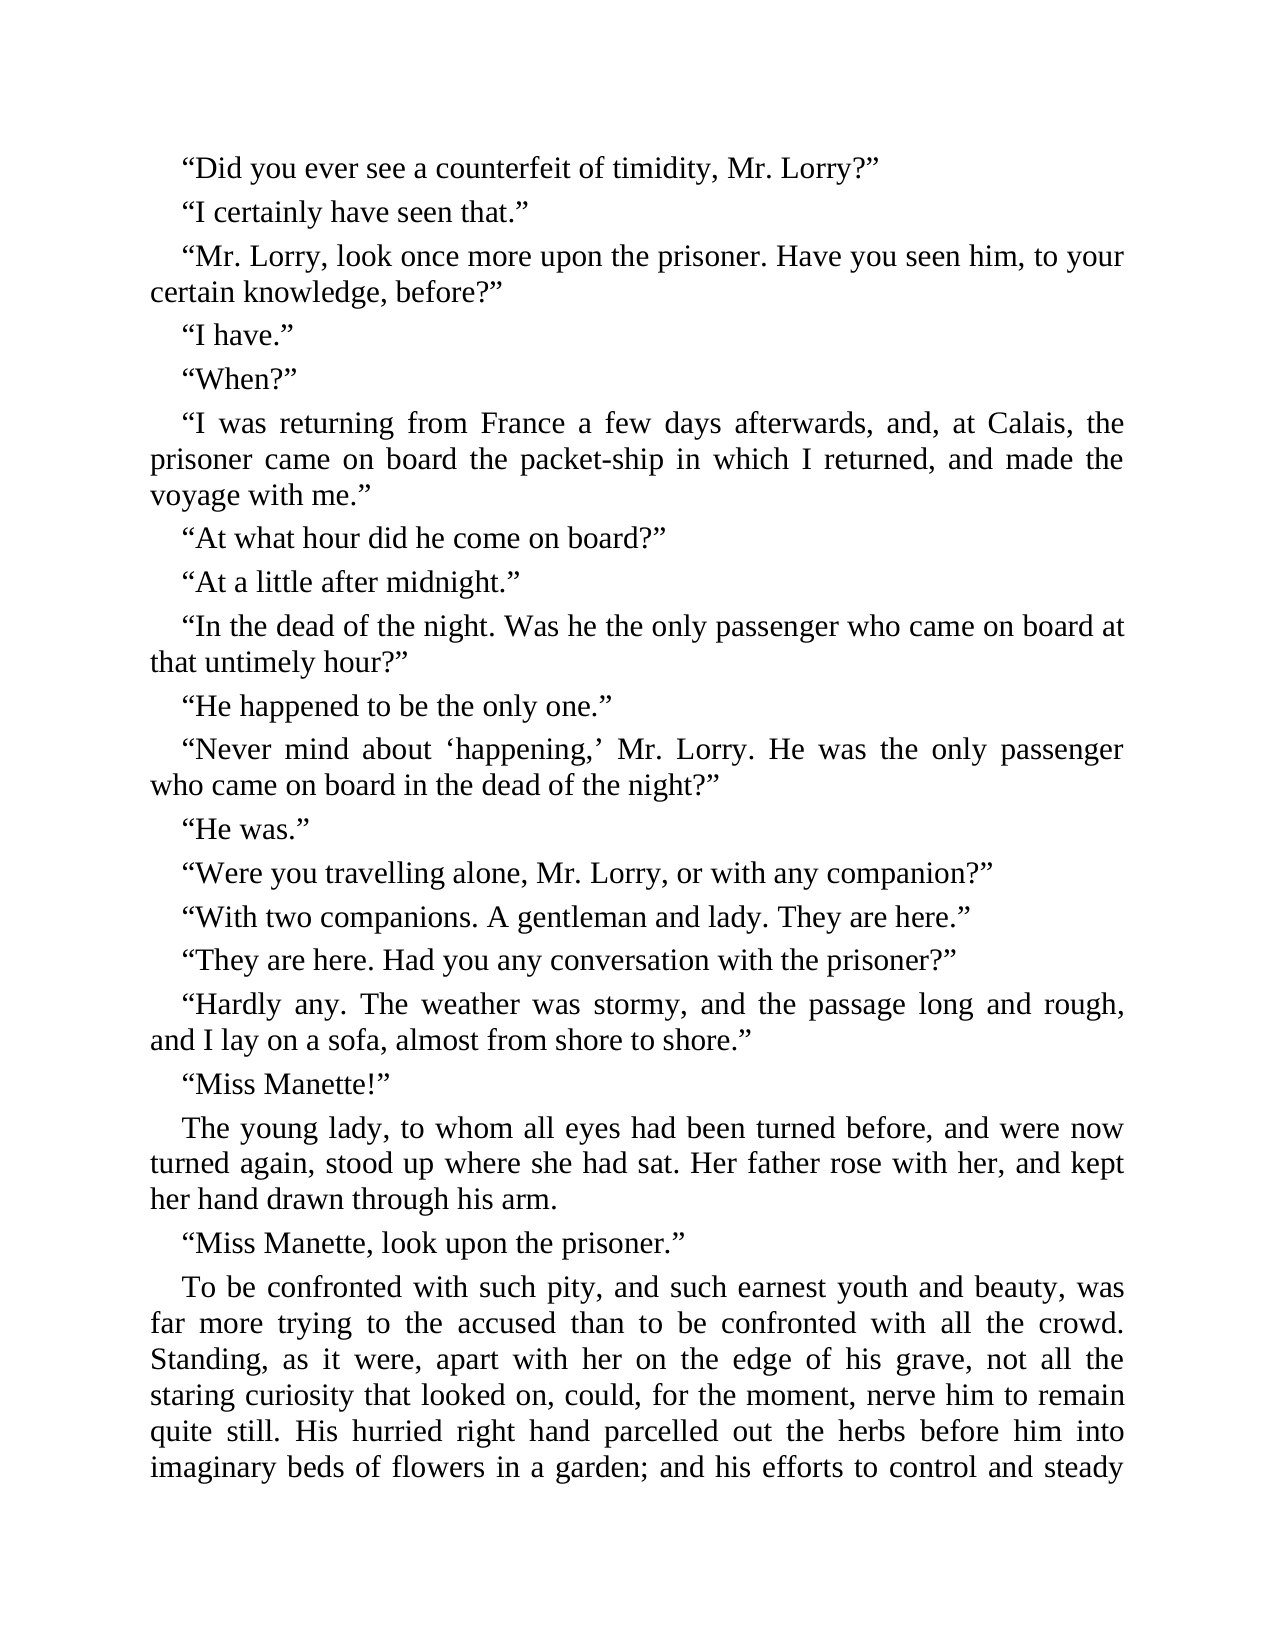 “Did you ever see a counterfeit of timidity, Mr. Lorry?”
“I certainly have seen that.”
“Mr. Lorry, look once more upon the prisoner. Have you seen him, to your
certain knowledge, before?”
“I have.”
“When?”
“I was returning from France a few days afterwards, and, at Calais, the
prisoner came on board the packet-ship in which I returned, and made the
voyage with me.”
“At what hour did he come on board?”
“At a little after midnight.”
“In the dead of the night. Was he the only passenger who came on board at
that untimely hour?”
“He happened to be the only one.”
“Never mind about ‘happening,’ Mr. Lorry. He was the only passenger
who came on board in the dead of the night?”
“He was.”
“Were you travelling alone, Mr. Lorry, or with any companion?”
“With two companions. A gentleman and lady. They are here.”
“They are here. Had you any conversation with the prisoner?”
“Hardly any. The weather was stormy, and the passage long and rough,
and I lay on a sofa, almost from shore to shore.”
“Miss Manette!”
The young lady, to whom all eyes had been turned before, and were now
turned again, stood up where she had sat. Her father rose with her, and kept
her hand drawn through his arm.
“Miss Manette, look upon the prisoner.”
To be confronted with such pity, and such earnest youth and beauty, was
far more trying to the accused than to be confronted with all the crowd.
Standing, as it were, apart with her on the edge of his grave, not all the
staring curiosity that looked on, could, for the moment, nerve him to remain
quite still. His hurried right hand parcelled out the herbs before him into
imaginary beds of flowers in a garden; and his efforts to control and steady